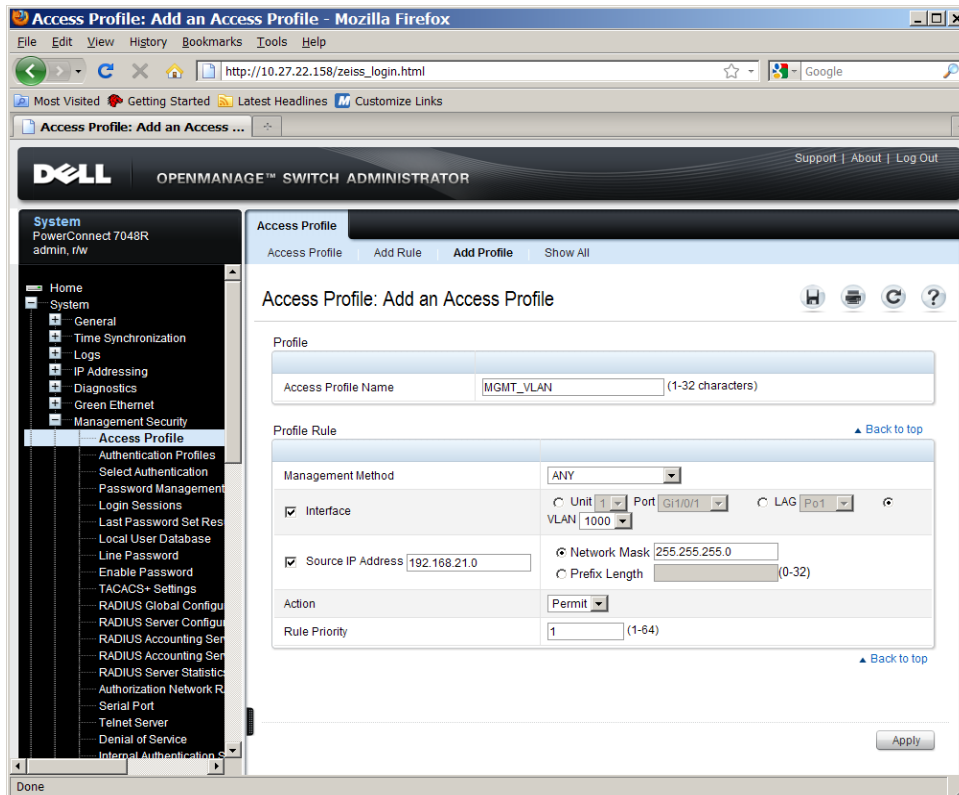 Access Profile: Add an Access Profile - Mozilla Firefox
File Edit View History Bookmarks Tools Help
http://10.27.22.158/zeiss_login.html
Google
Most Visited Getting Started Latest Headlines Customize Links
Access Profile: Add an Access ...
Support | About | Log Out
DELL OPENMANAGE™ SWITCH ADMINISTRATOR
System
PowerConnect 7048R
admin, r/w
Home
System
General
Time Synchronization
Logs
IP Addressing
Diagnostics
Green Ethernet
Management Security
Access Profile
Authentication Profiles
Select Authentication
Password Management
Login Sessions
Last Password Set Res
Local User Database
Line Password
Enable Password
TACACS+ Settings
RADIUS Global Configu
RADIUS Server Configu
RADIUS Accounting Ser
RADIUS Accounting Ser
RADIUS Server Statistic
Authorization Network R
Serial Port
Telnet Server
Denial of Service
Internal Authentication S
Access Profile
Access Profile Add Rule Add Profile Show All
Access Profile: Add an Access Profile
Profile
Access Profile Name MGMT_VLAN (1-32 characters)
Profile Rule Back to top
Management Method ANY
Interface Unit 1 Port Gi1/0/1 LAG Po1
VLAN 1000
Source IP Address 192.168.21.0 Network Mask 255.255.255.0
Prefix Length (0-32)
Action Permit
Rule Priority 1 (1-64)
Back to top
Apply
Done